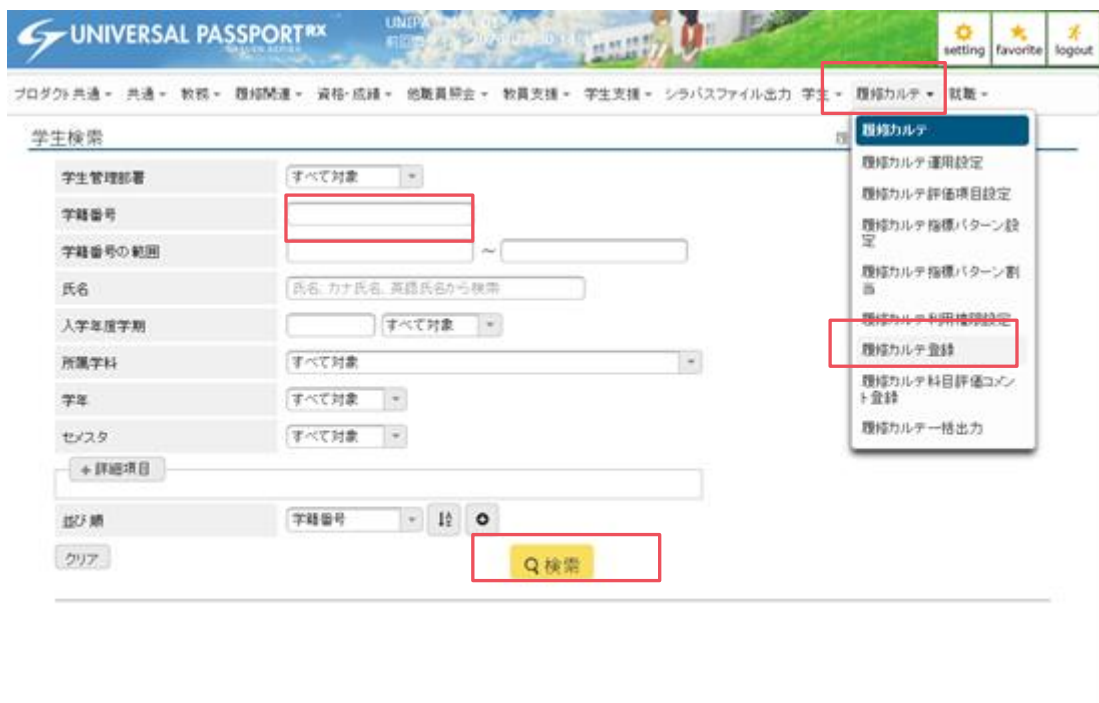 UNIVERSAL PASSPORT RX
setting favorite logout
プロダクト共通 共通 教務 履修関連 資格・成績 他職員照会 教員支援 学生支援 シラバスファイル出力 学生 履修カルテ 就職
学生検索
履修カルテ
履修カルテ運用設定
履修カルテ評価項目設定
履修カルテ指標パターン設
定
履修カルテ指標パターン割
当
履修カルテ利用権限設定
履修カルテ登録
履修カルテ科目評価コメン
ト登録
履修カルテ一括出力
学生管理部署 すべて対象
学籍番号
学籍番号の範囲 ～
氏名 氏名、カナ氏名、英語氏名から検索
入学年度学期 すべて対象
所属学科 すべて対象
学年 すべて対象
セメスタ すべて対象
+詳細項目
並び順 学籍番号
クリア 検索